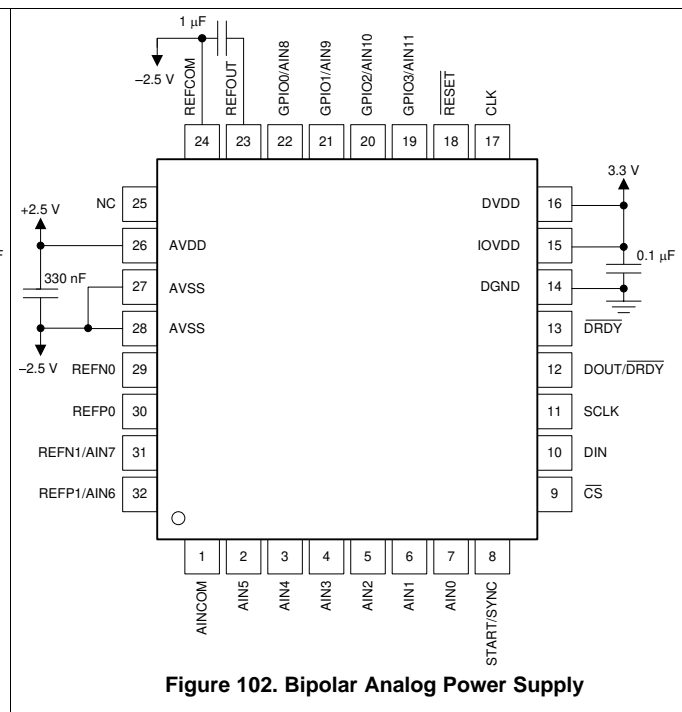 1 μF
–2.5 V
REFCOM
REFOUT
GPIO0/AIN8
GPIO1/AIN9
GPIO2/AIN10
GPIO3/AIN11
RESET
CLK
24
23
22
21
20
19
18
17
3.3 V
NC
25
DVDD
16
+2.5 V
26
AVDD
IOVDD
15
F
330 nF
0.1 μF
27
AVSS
DGND
14
28
AVSS
13
DRDY
–2.5 V
REFN0
29
12
DOUT/DRDY
REFP0
30
11
SCLK
REFN1/AIN7
31
10
DIN
REFP1/AIN6
32
9
CS
1
2
3
4
5
6
7
8
AINCOM
AIN5
AIN4
AIN3
AIN2
AIN1
AIN0
START/SYNC
Figure 102. Bipolar Analog Power Supply